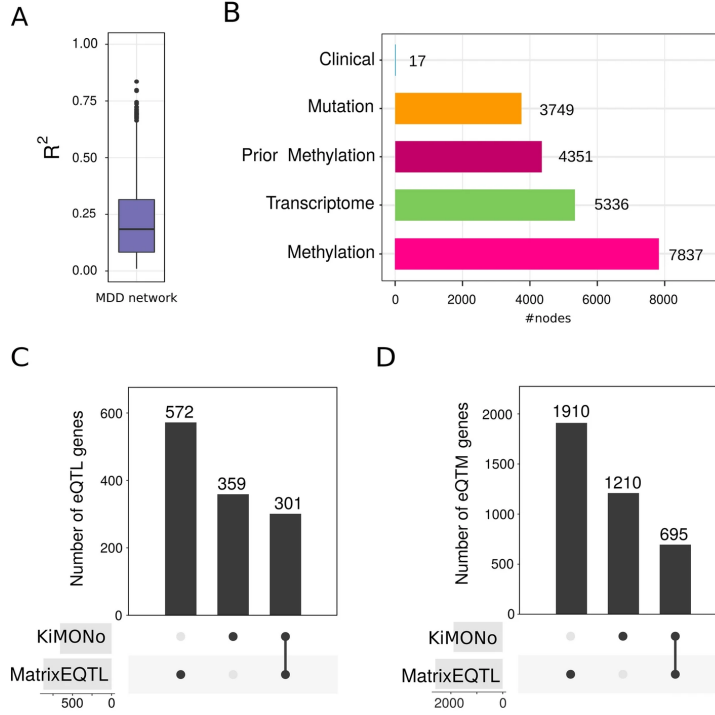 A
1.00
0.75
0.50
0.25
0.00
R2
MDD network
B
Clinical
17
Mutation
3749
Prior Methylation
4351
Transcriptome
5336
Methylation
7837
0 2000 4000 6000 8000
#nodes
C
Number of eQTL genes
600
400
200
0
572
359
301
KiMONo
MatrixEQTL
500 0
D
Number of eQTM genes
2000
1500
1000
500
0
1910
1210
695
KiMONo
MatrixEQTL
2000 0